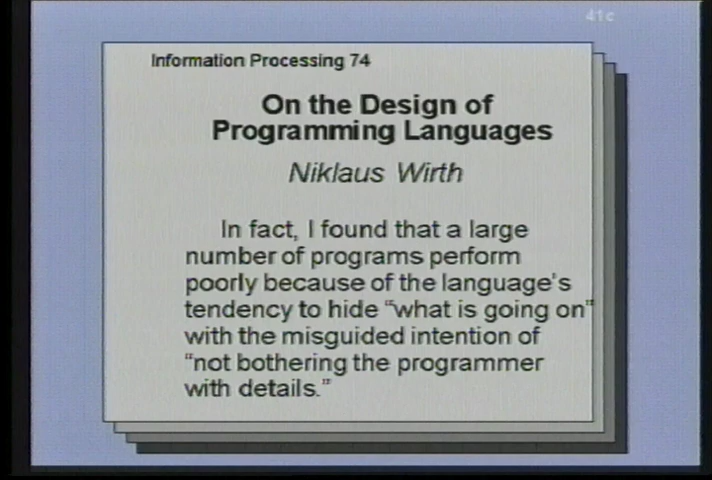 41c
Information Processing 74
On the Design of
Programming Languages
Niklaus Wirth
In fact, I found that a large
number of programs perform
poorly because of the language's
tendency to hide "what is going on"
with the misguided intention of
"not bothering the programmer
with details."